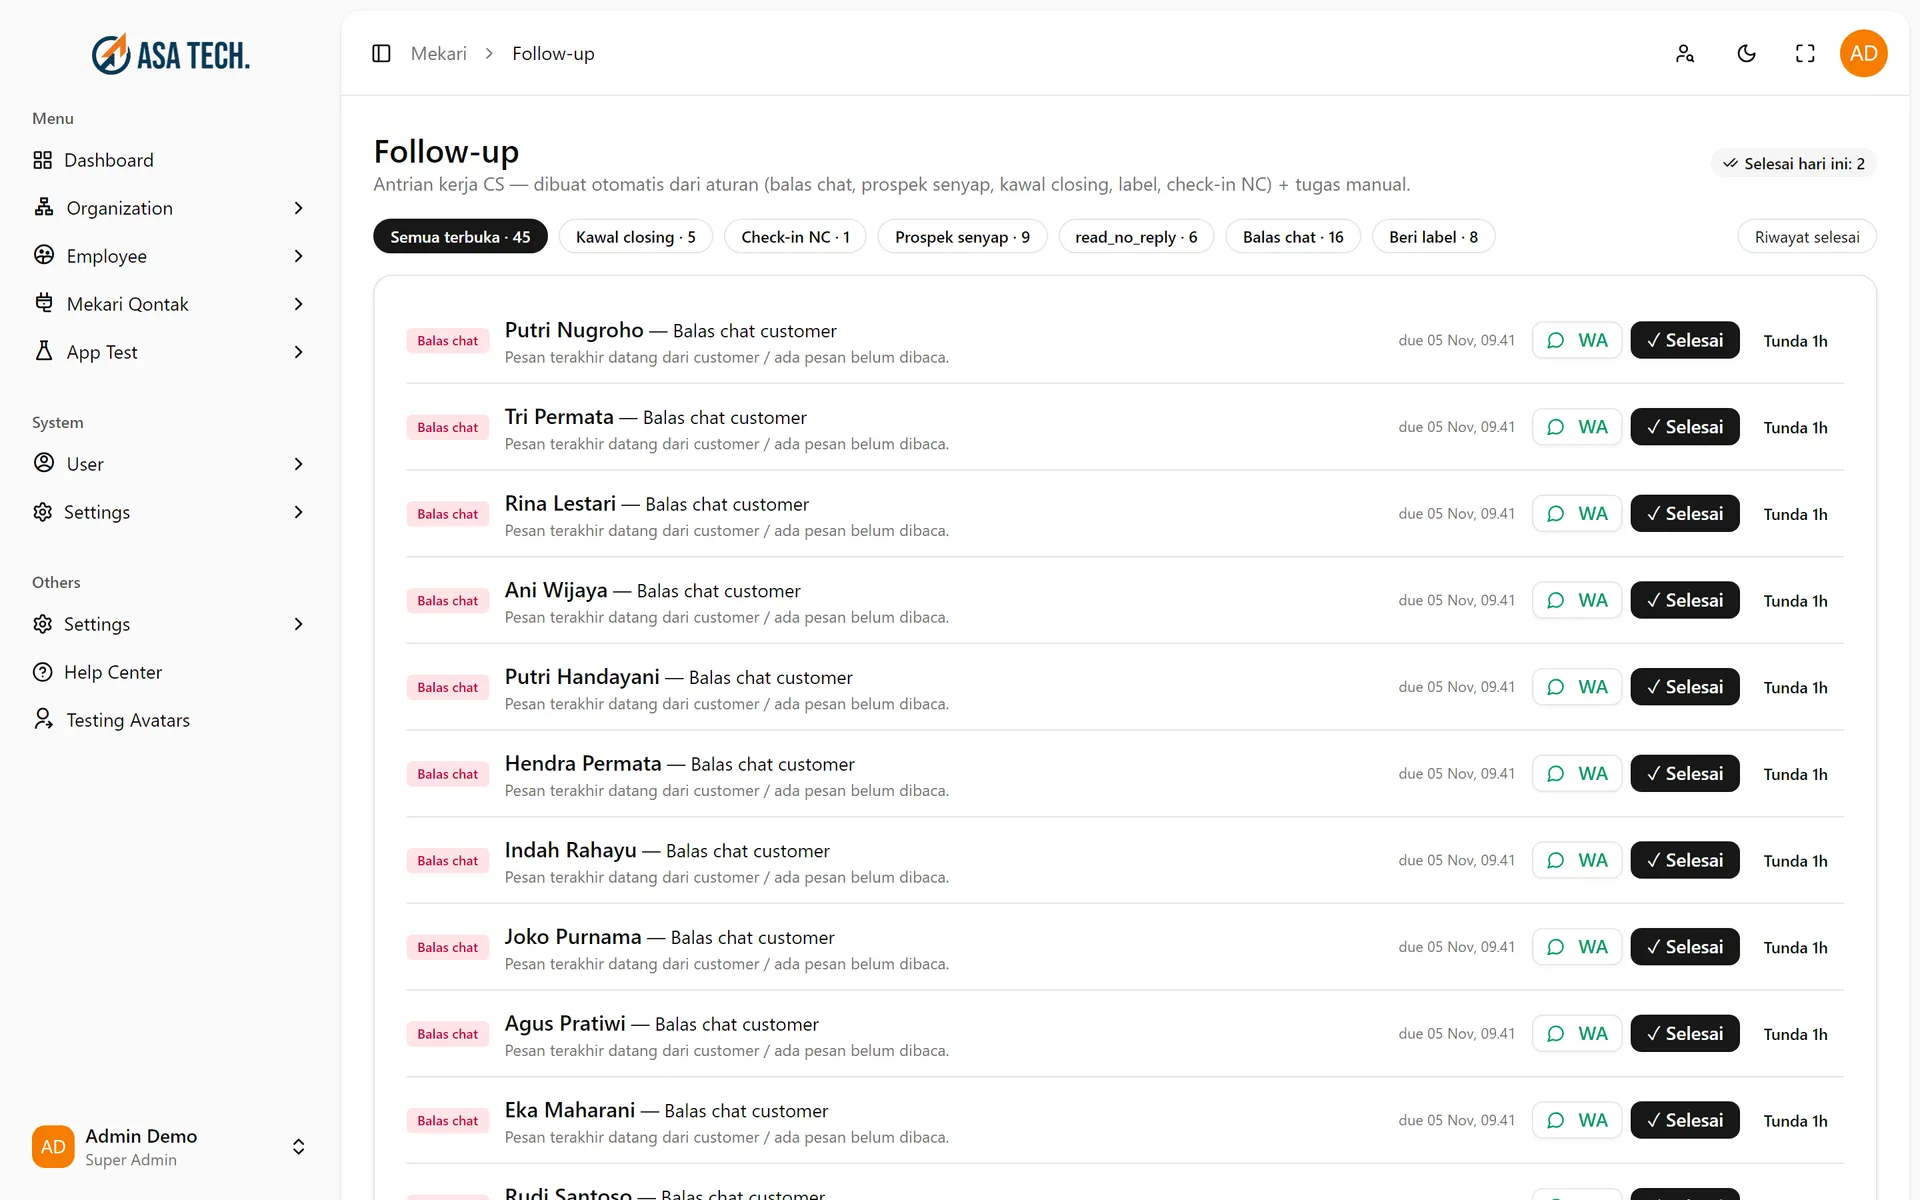 ASA TECH.
Menu
Dashboard
Organization
Employee
Mekari Qontak
App Test
System
User
Settings
Others
Settings
Help Center
Testing Avatars
AD
Admin Demo
Super Admin
Mekari
Follow-up
AD
Follow-up
Antrian kerja CS — dibuat otomatis dari aturan (balas chat, prospek senyap, kawal closing, label, check-in NC) + tugas manual.
Selesai hari ini: 2
Semua terbuka · 45
Kawal closing · 5
Check-in NC · 1
Prospek senyap · 9
read_no_reply · 6
Balas chat · 16
Beri label · 8
Riwayat selesai
Balas chat
Putri Nugroho — Balas chat customer
Pesan terakhir datang dari customer / ada pesan belum dibaca.
due 05 Nov, 09.41
WA
✓ Selesai
Tunda 1h
Balas chat
Tri Permata — Balas chat customer
Pesan terakhir datang dari customer / ada pesan belum dibaca.
due 05 Nov, 09.41
WA
✓ Selesai
Tunda 1h
Balas chat
Rina Lestari — Balas chat customer
Pesan terakhir datang dari customer / ada pesan belum dibaca.
due 05 Nov, 09.41
WA
✓ Selesai
Tunda 1h
Balas chat
Ani Wijaya — Balas chat customer
Pesan terakhir datang dari customer / ada pesan belum dibaca.
due 05 Nov, 09.41
WA
✓ Selesai
Tunda 1h
Balas chat
Putri Handayani — Balas chat customer
Pesan terakhir datang dari customer / ada pesan belum dibaca.
due 05 Nov, 09.41
WA
✓ Selesai
Tunda 1h
Balas chat
Hendra Permata — Balas chat customer
Pesan terakhir datang dari customer / ada pesan belum dibaca.
due 05 Nov, 09.41
WA
✓ Selesai
Tunda 1h
Balas chat
Indah Rahayu — Balas chat customer
Pesan terakhir datang dari customer / ada pesan belum dibaca.
due 05 Nov, 09.41
WA
✓ Selesai
Tunda 1h
Balas chat
Joko Purnama — Balas chat customer
Pesan terakhir datang dari customer / ada pesan belum dibaca.
due 05 Nov, 09.41
WA
✓ Selesai
Tunda 1h
Balas chat
Agus Pratiwi — Balas chat customer
Pesan terakhir datang dari customer / ada pesan belum dibaca.
due 05 Nov, 09.41
WA
✓ Selesai
Tunda 1h
Balas chat
Eka Maharani — Balas chat customer
Pesan terakhir datang dari customer / ada pesan belum dibaca.
due 05 Nov, 09.41
WA
✓ Selesai
Tunda 1h
Rudi Santoso — Balas chat customer